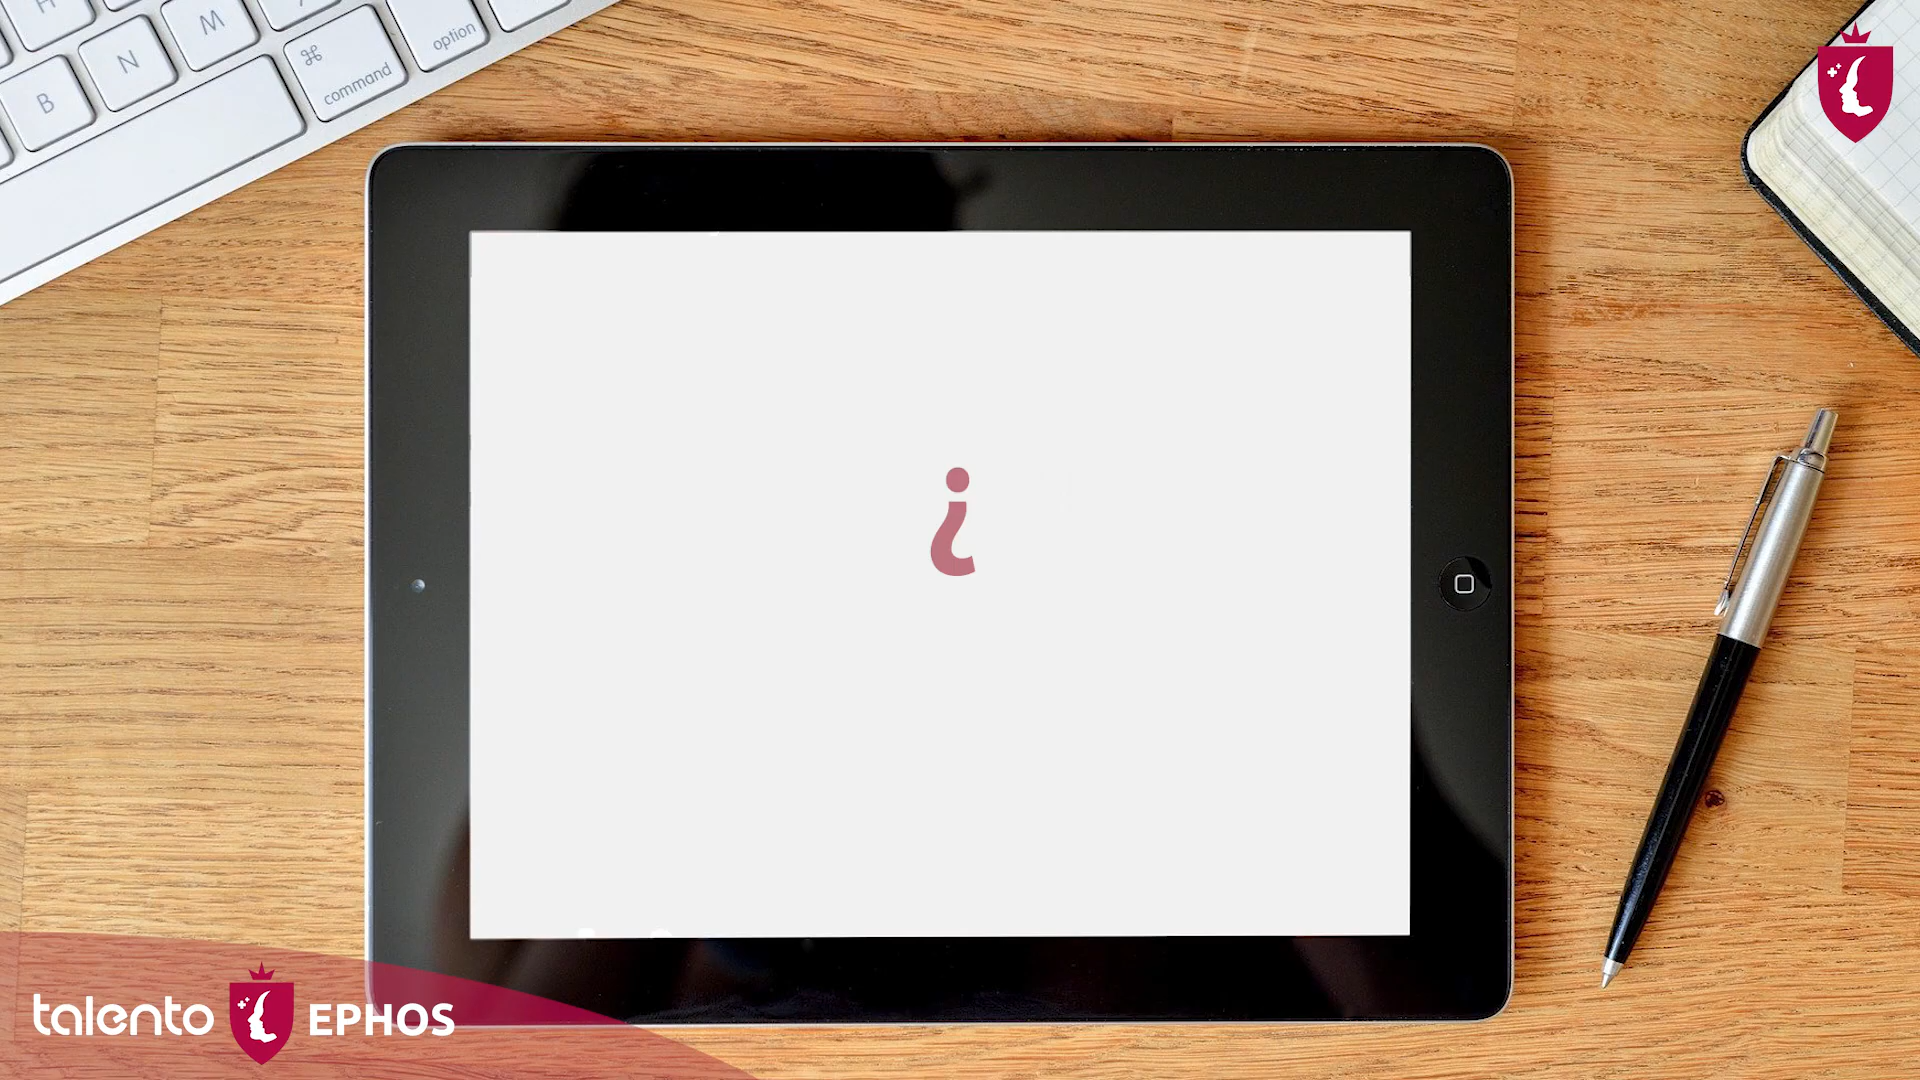 H
M
option
N
⌘
command
B
¿
talento EPHOS